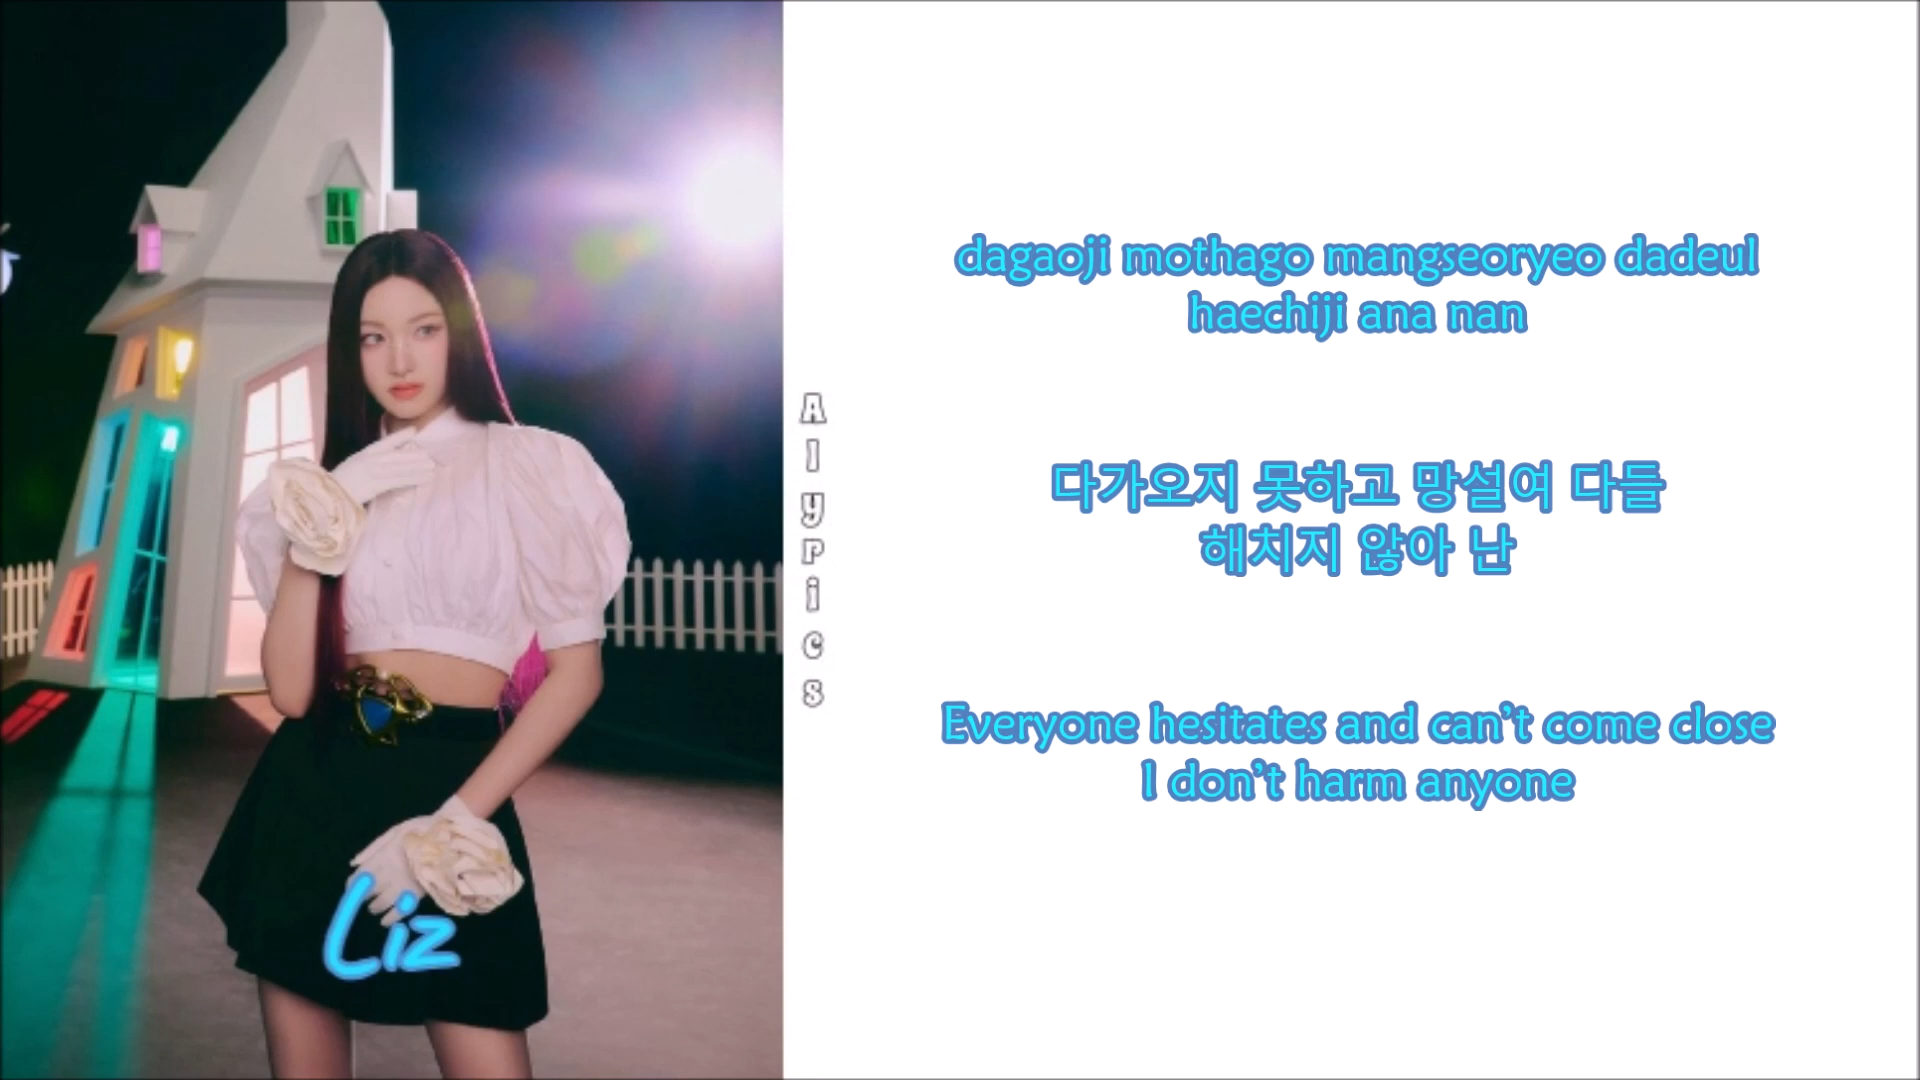 dagaoji mothago mangseoryeo dadeul
haechiji ana nan
다가오지 못하고 망설여 다들
해치지 않아 난
Everyone hesitates and can't come close
I don't harm anyone
Alypics
Liz